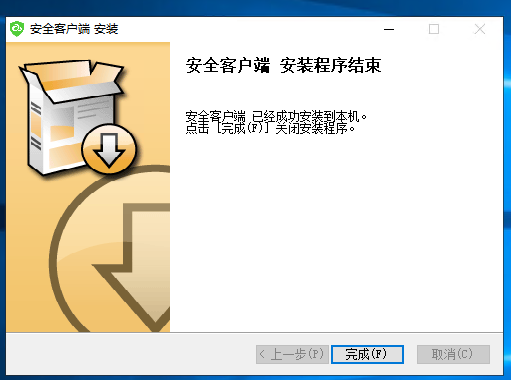 安全客户端 安装
安全客户端 安装程序结束
安全客户端 已经成功安装到本机。
点击 [完成(F)] 关闭安装程序。
< 上一步(P)
完成(F)
取消(C)